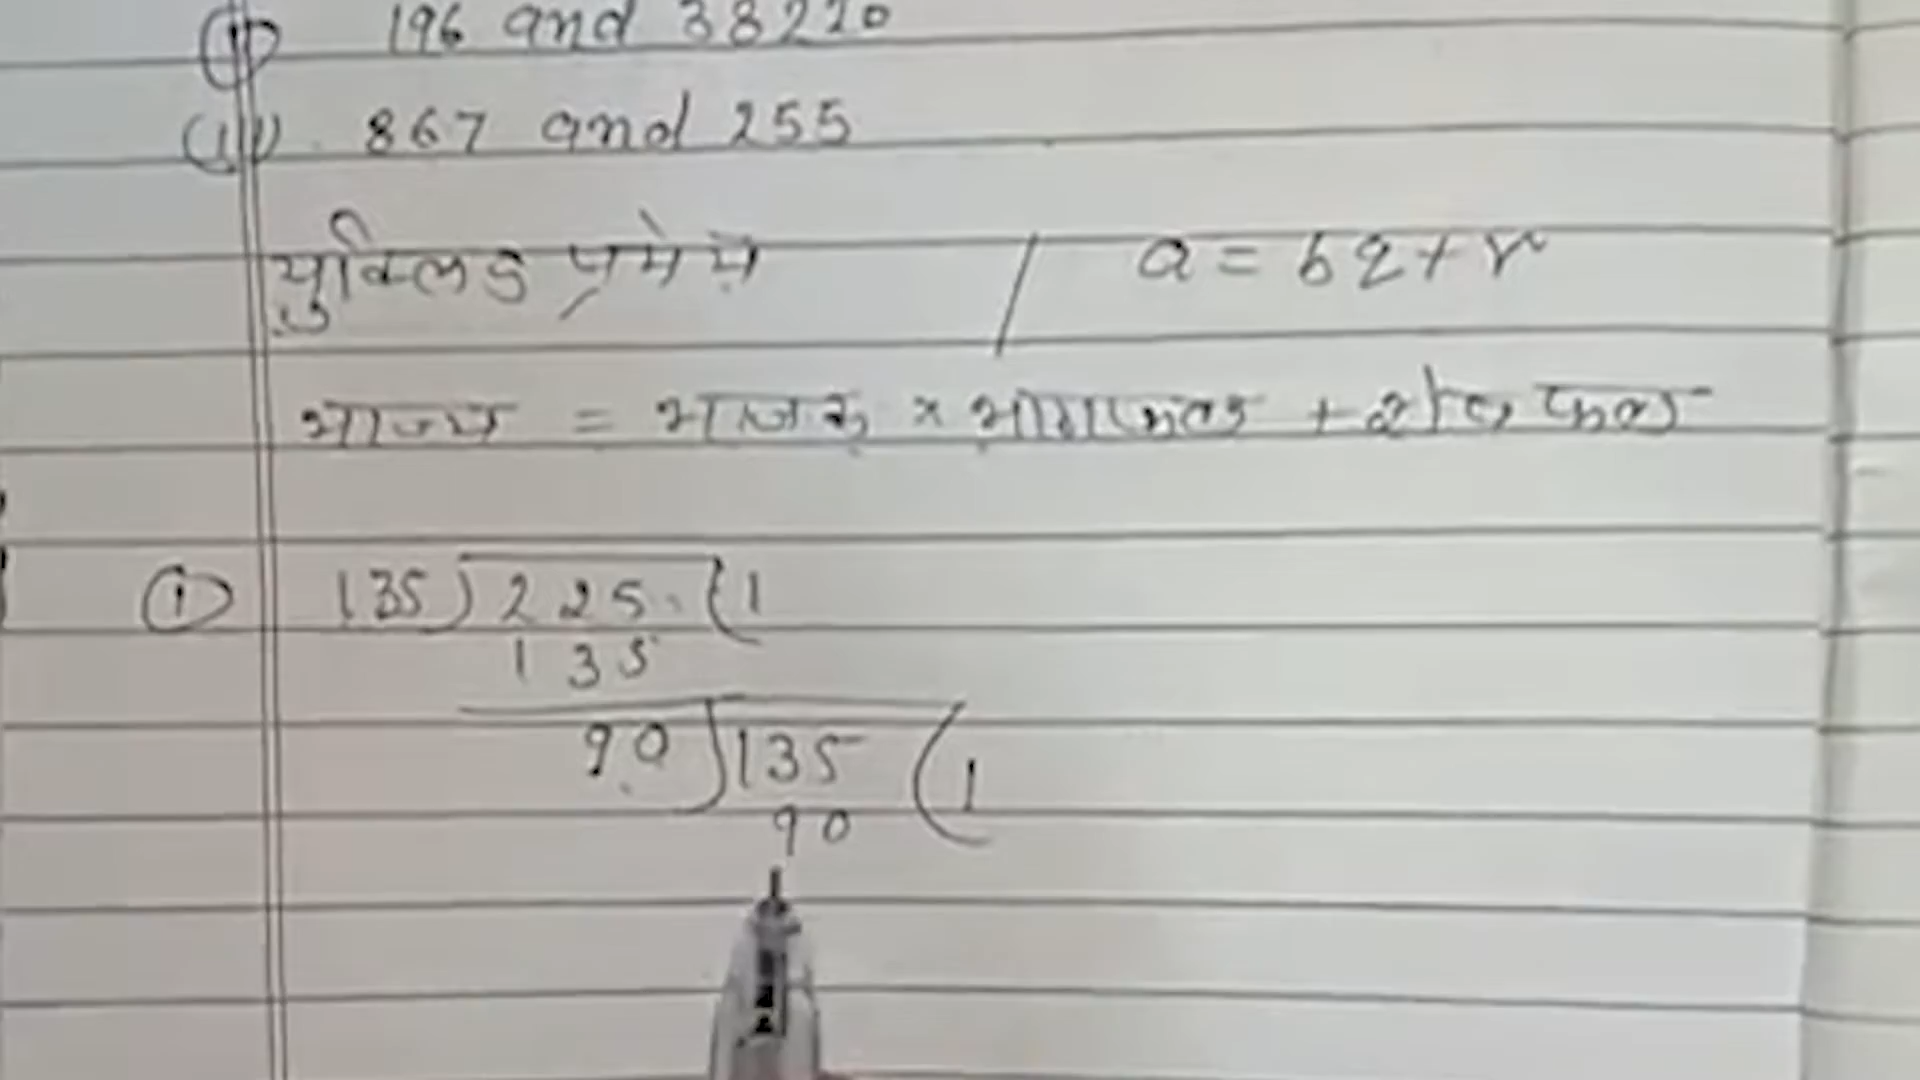 (ii) 196 and 38220
(iii) 867 and 255
युक्लिड प्रमेय / a = bq + r
भाज्य = भाजक × भागफल + शेषफल
① 135) 225 (1
135
90) 135 (1
90